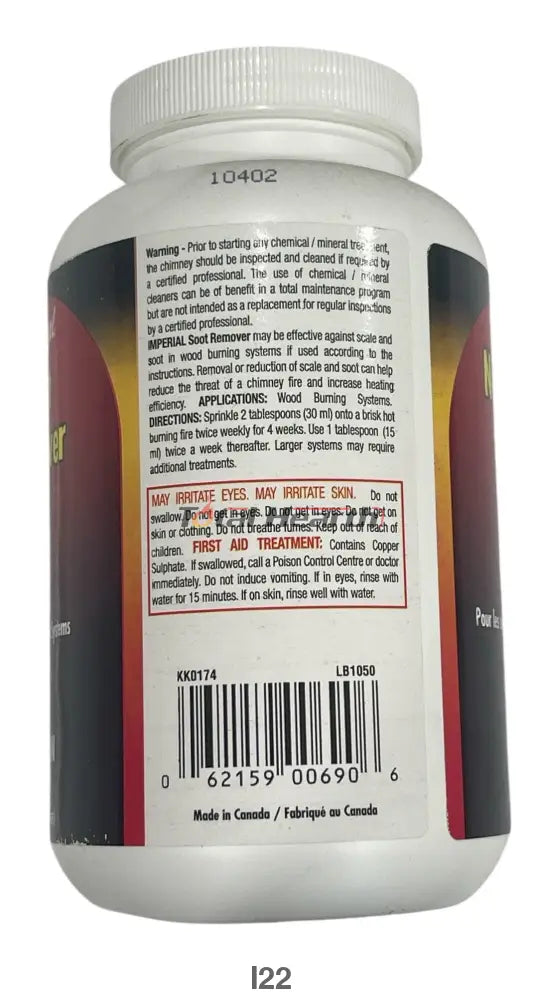 10402
Warning - Prior to starting any chemical / mineral treatment,
the chimney should be inspected and cleaned if required by
a certified professional. The use of chemical / mineral
cleaners can be of benefit in a total maintenance program
but are not intended as a replacement for regular inspections
by a certified professional.
IMPERIAL Soot Remover may be effective against scale and
soot in wood burning systems if used according to the
instructions. Removal or reduction of scale and soot can help
reduce the threat of a chimney fire and increase heating
efficiency. APPLICATIONS: Wood Burning Systems.
DIRECTIONS: Sprinkle 2 tablespoons (30 ml) onto a brisk hot
burning fire twice weekly for 4 weeks. Use 1 tablespoon (15
ml) twice a week thereafter. Larger systems may require
additional treatments.
MAY IRRITATE EYES. MAY IRRITATE SKIN. Do not
swallow. Do not get in eyes. Do not get in eyes. Do not get on
skin or clothing. Do not breathe fumes. Keep out of reach of
children. FIRST AID TREATMENT: Contains Copper
Sulphate. If swallowed, call a Poison Control Centre or doctor
immediately. Do not induce vomiting. If in eyes, rinse with
water for 15 minutes. If on skin, rinse well with water.
Total Hearth
KK0174 LB1050
0 62159 00690 6
Made in Canada / Fabriqué au Canada
Pour les
I22